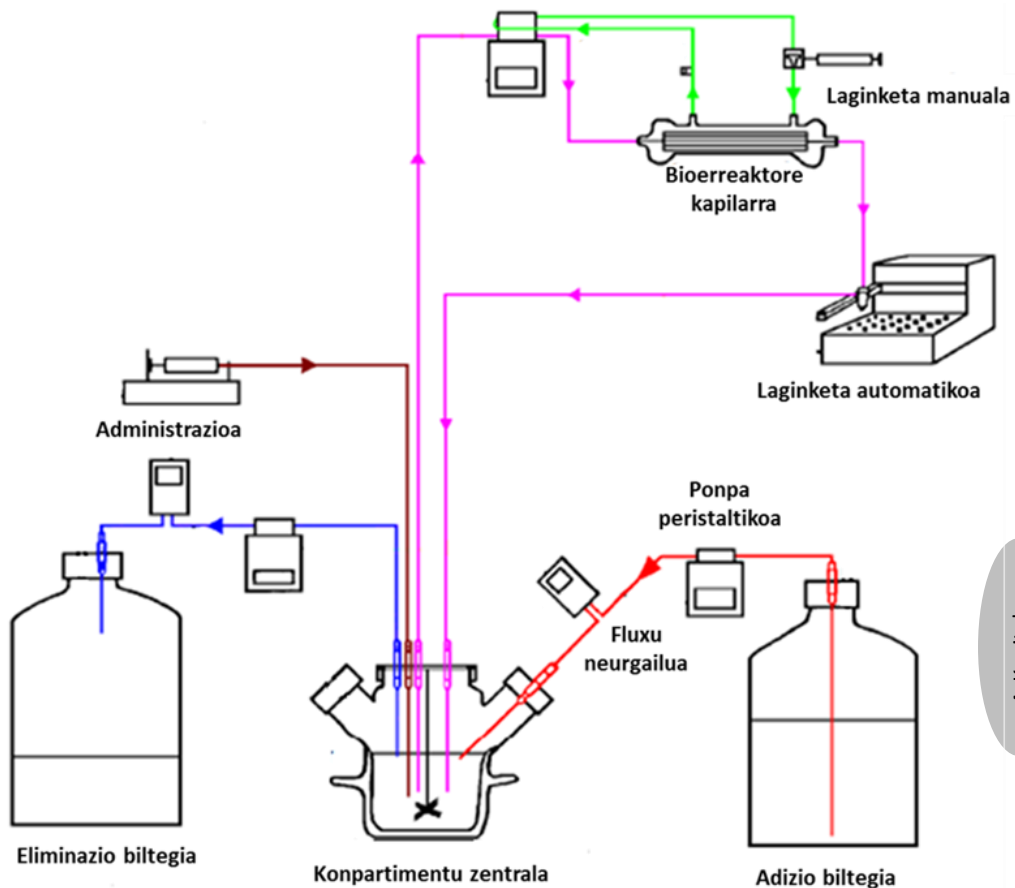 Laginketa manuala
Bioerreaktore
kapilarra
Laginketa automatikoa
Administrazioa
Ponpa
peristaltikoa
Fluxu
neurgailua
Eliminazio biltegia
Konpartimentu zentrala
Adizio biltegia